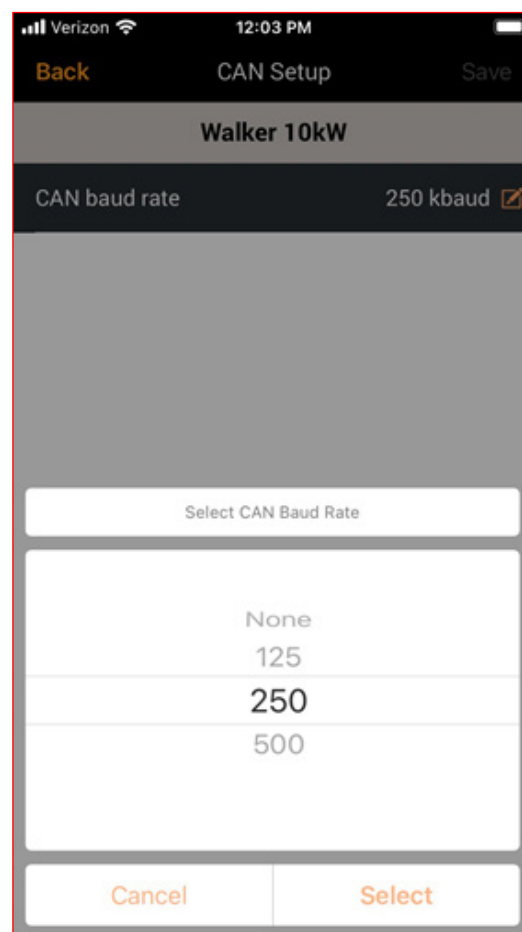 Verizon 12:03 PM
Back CAN Setup Save
Walker 10kW
CAN baud rate 250 kbaud
Select CAN Baud Rate
None
125
250
500
Cancel Select